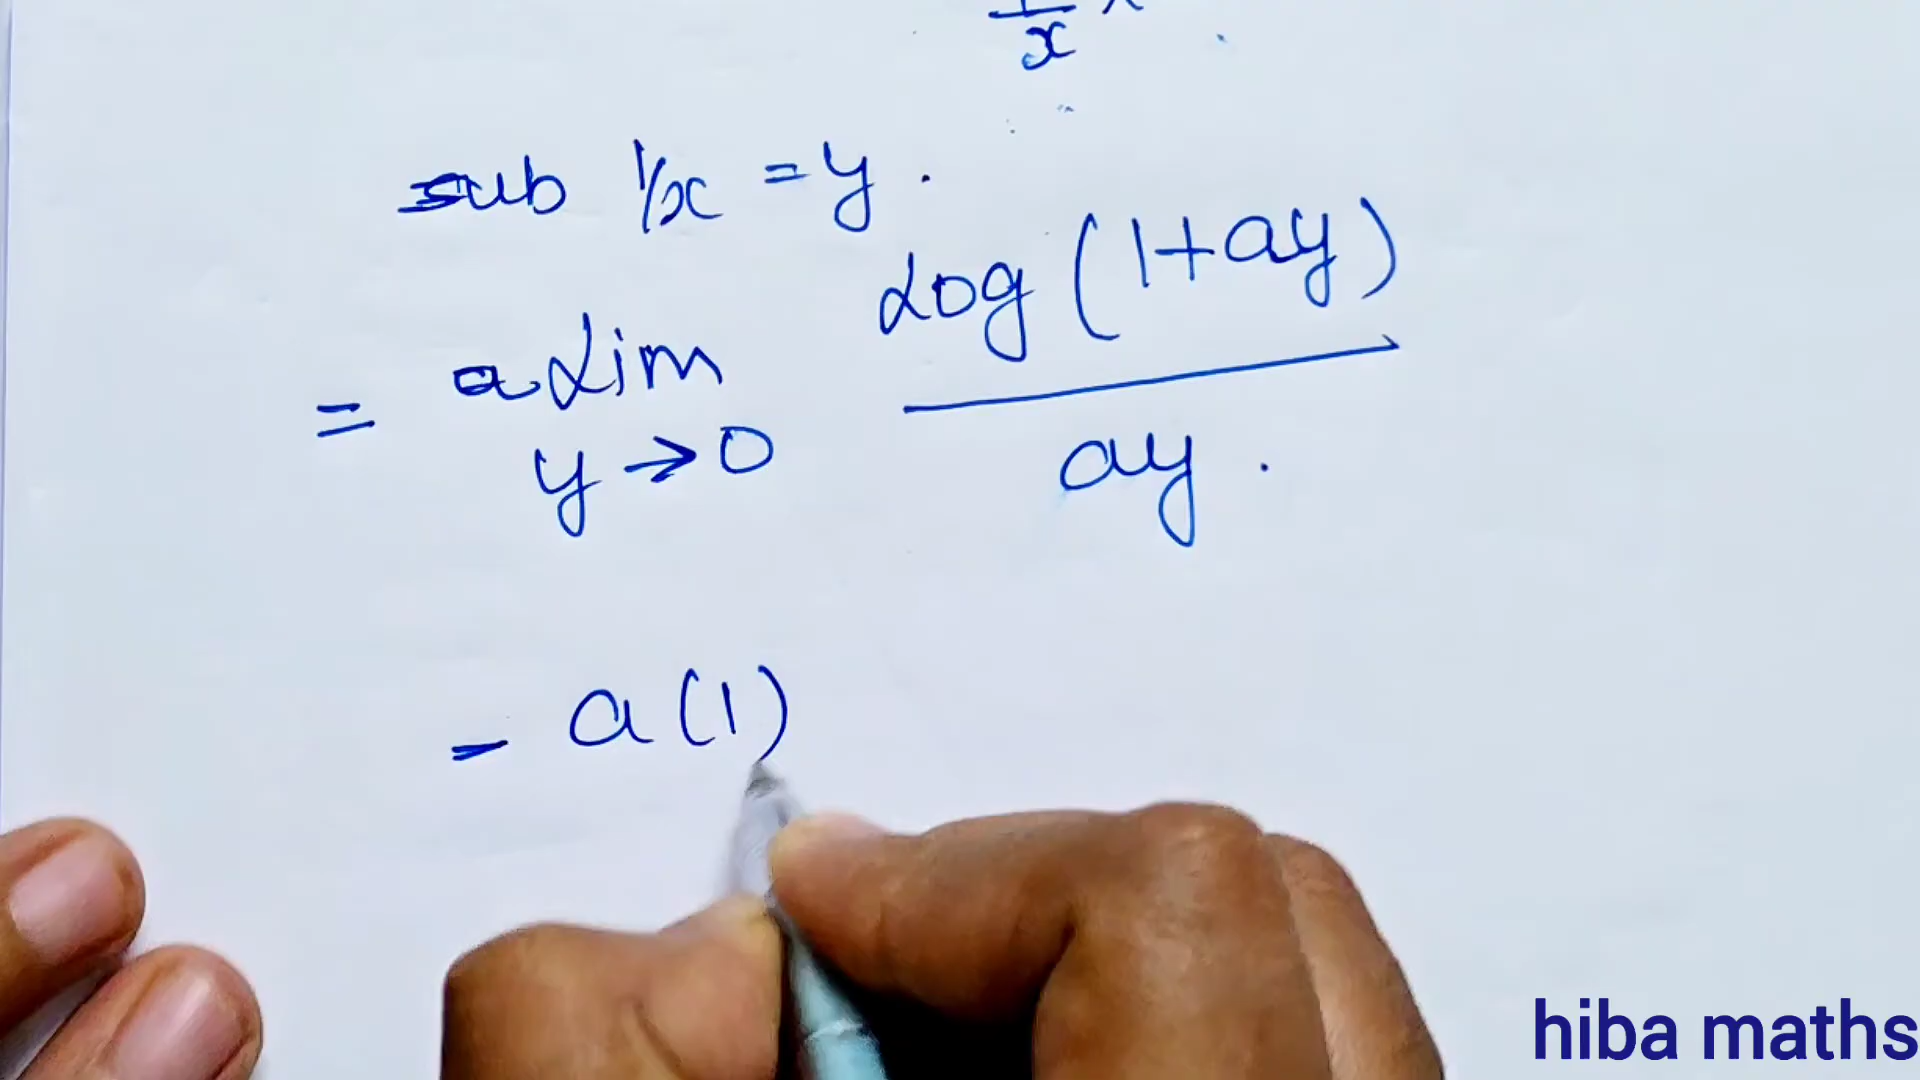 x
sub 1/x = y.
Log (1+ay)
= a Lim
y → 0
ay.
- a (1)
hiba maths